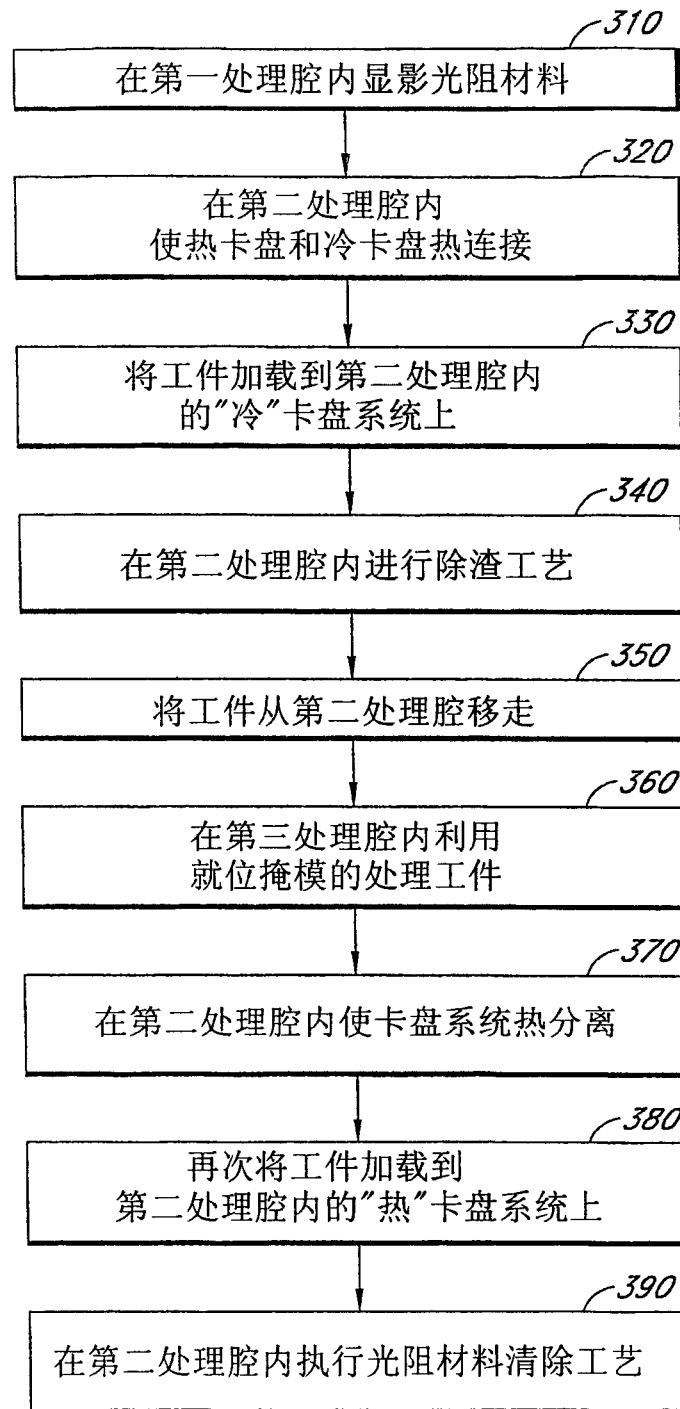 310
在第一处理腔内显影光阻材料
320
在第二处理腔内
使热卡盘和冷卡盘热连接
330
将工件加载到第二处理腔内
的"冷"卡盘系统上
340
在第二处理腔内进行除渣工艺
350
将工件从第二处理腔移走
360
在第三处理腔内利用
就位掩模的处理工件
370
在第二处理腔内使卡盘系统热分离
380
再次将工件加载到
第二处理腔内的"热"卡盘系统上
390
在第二处理腔内执行光阻材料清除工艺